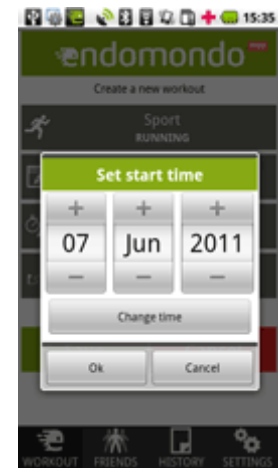 15:35
endomondo
Create a new workout
Sport
RUNNING
Set start time
+ + +
07 Jun 2011
- - -
Change time
Ok Cancel
WORKOUT FRIENDS HISTORY SETTINGS